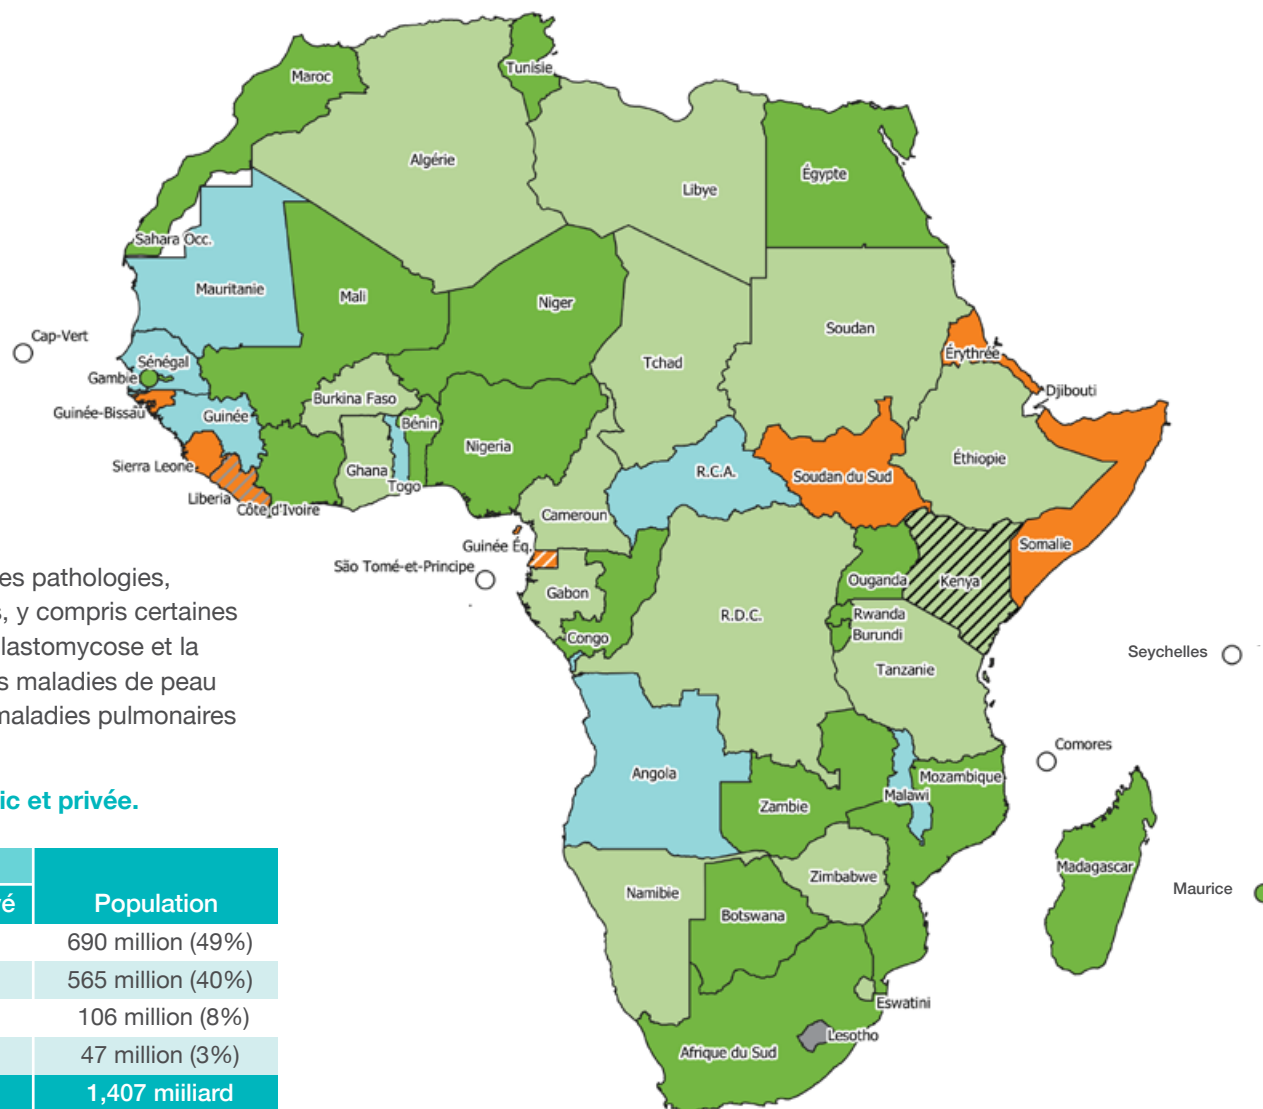 Maroc
Tunisie
Algérie
Libye
Égypte
Sahara Occ.
Mauritanie
Mali
Niger
Soudan
Cap-Vert
Érythrée
Sénégal
Tchad
Gambie
Djibouti
Burkina Faso
Guinée-Bissau
Guinée
Bénin
Nigeria
Éthiopie
Sierra Leone
Ghana
R.C.A.
Soudan du Sud
Togo
Liberia
Côte d'Ivoire
Cameroun
Guinée Éq.
Somalie
São Tomé-et-Principe
Ouganda
Kenya
Gabon
R.D.C.
Rwanda
Congo
Burundi
Seychelles
Tanzanie
Comores
Angola
Mozambique
Malawi
Zambie
Madagascar
Zimbabwe
Maurice
Namibie
Botswana
Eswatini
Lesotho
Afrique du Sud
es pathologies,
, y compris certaines
lastomycose et la
s maladies de peau
maladies pulmonaires
ic et privée.
é
Population
690 million (49%)
565 million (40%)
106 million (8%)
47 million (3%)
1,407 miiliard